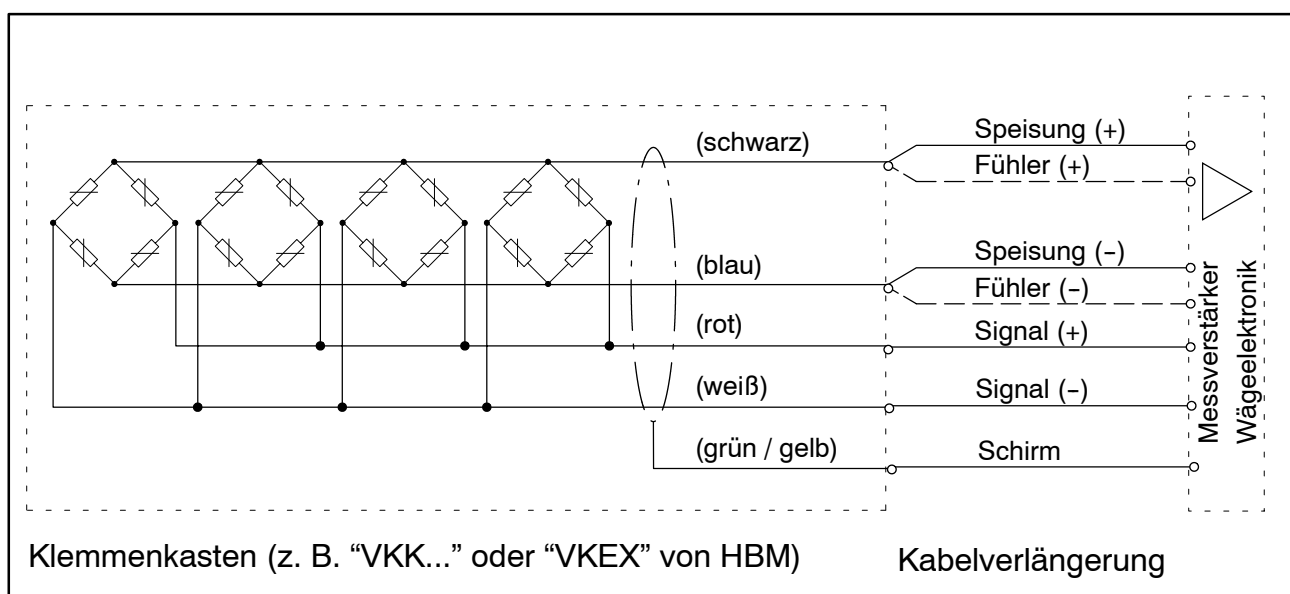 (schwarz)
Speisung (+)
Fühler (+)
(blau)
Speisung (–)
Fühler (–)
(rot)
Signal (+)
(weiß)
Signal (–)
(grün / gelb)
Schirm
Messverstärker
Wägeelektronik
Klemmenkasten (z. B. “VKK...” oder “VKEX” von HBM)
Kabelverlängerung